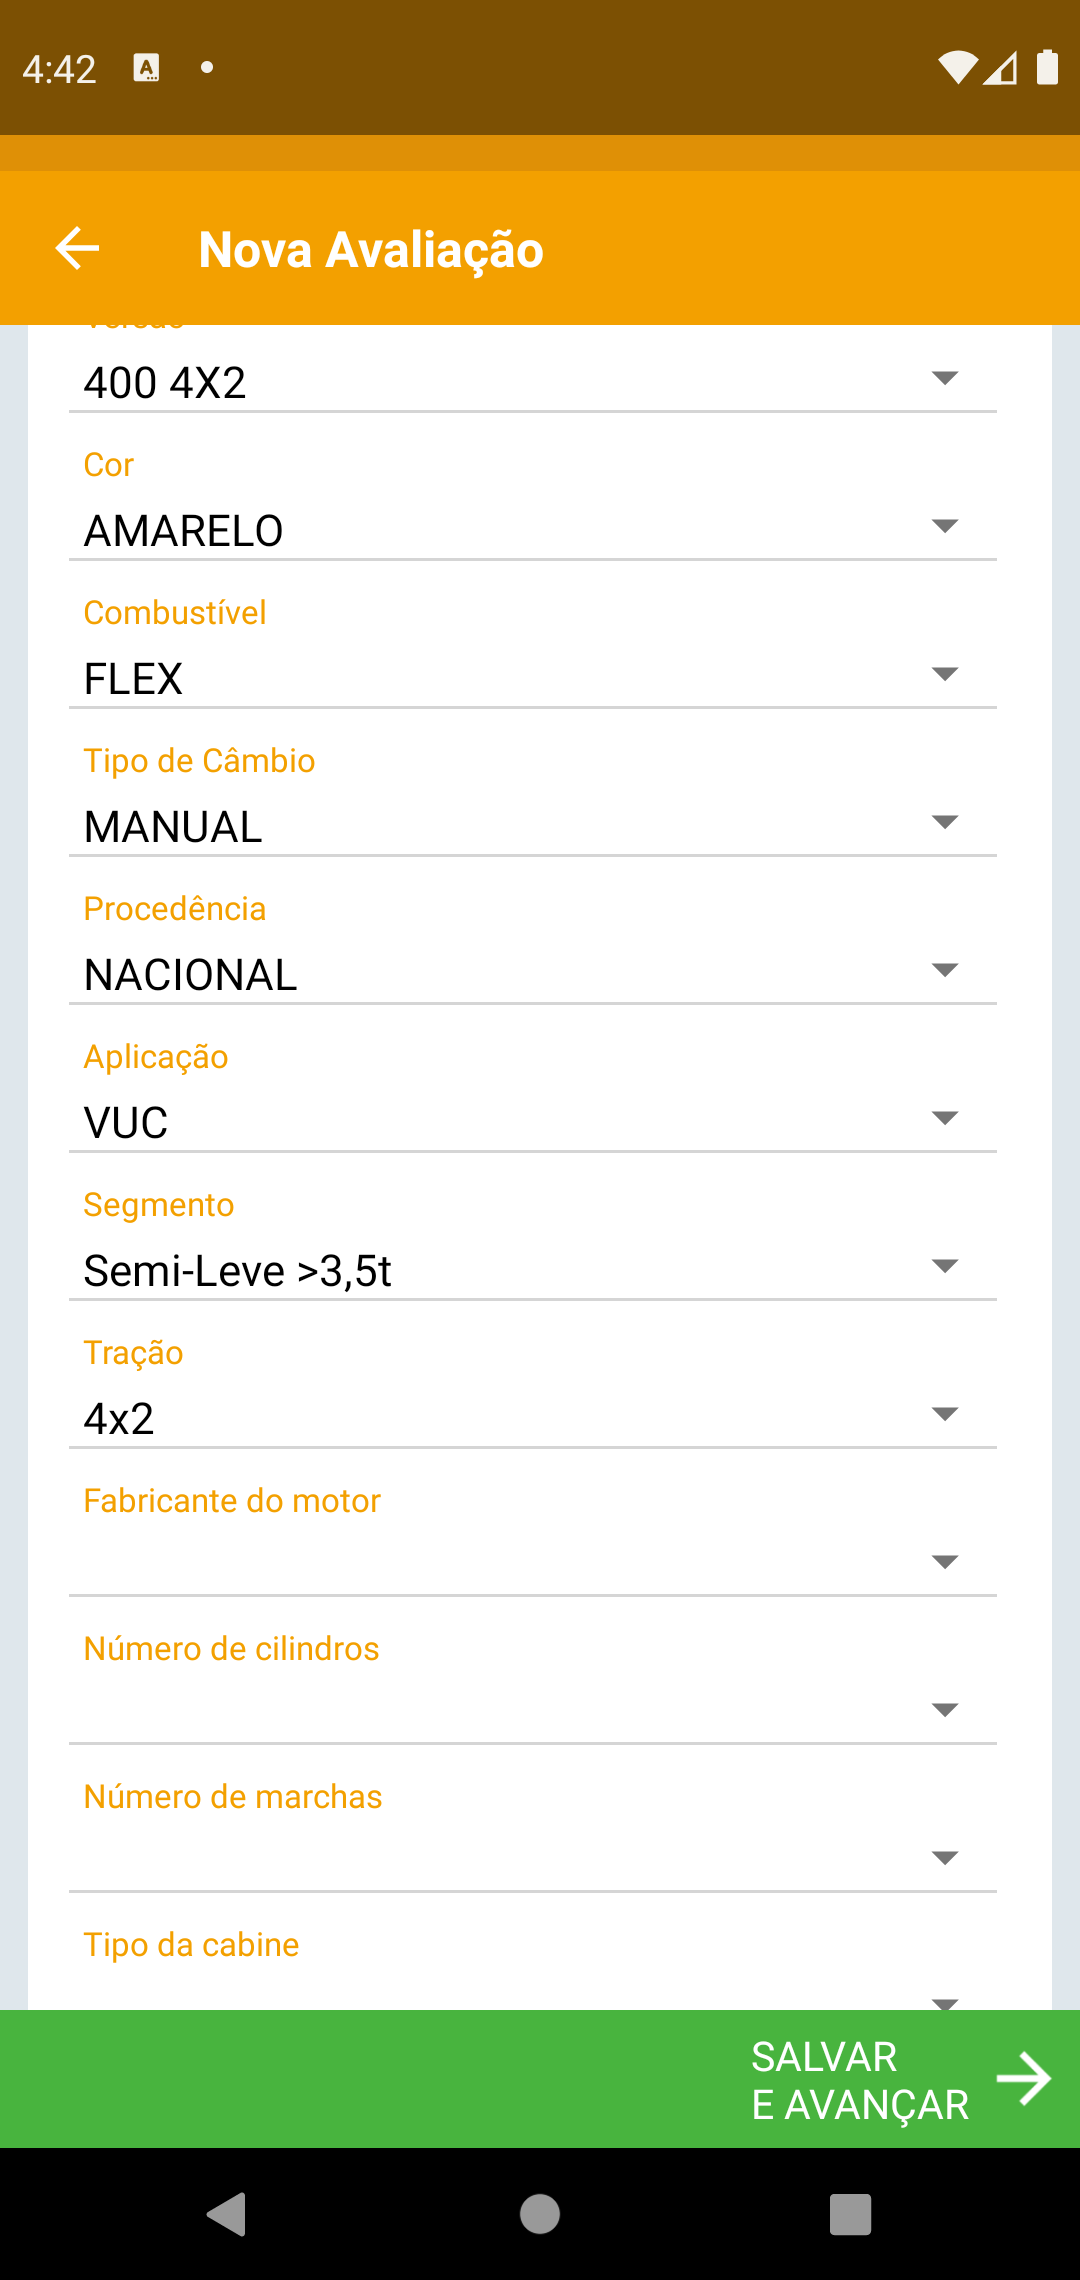 4:42
Nova Avaliação
400 4X2
Cor
AMARELO
Combustível
FLEX
Tipo de Câmbio
MANUAL
Procedência
NACIONAL
Aplicação
VUC
Segmento
Semi-Leve >3,5t
Tração
4x2
Fabricante do motor
Número de cilindros
Número de marchas
Tipo da cabine
SALVAR
E AVANÇAR